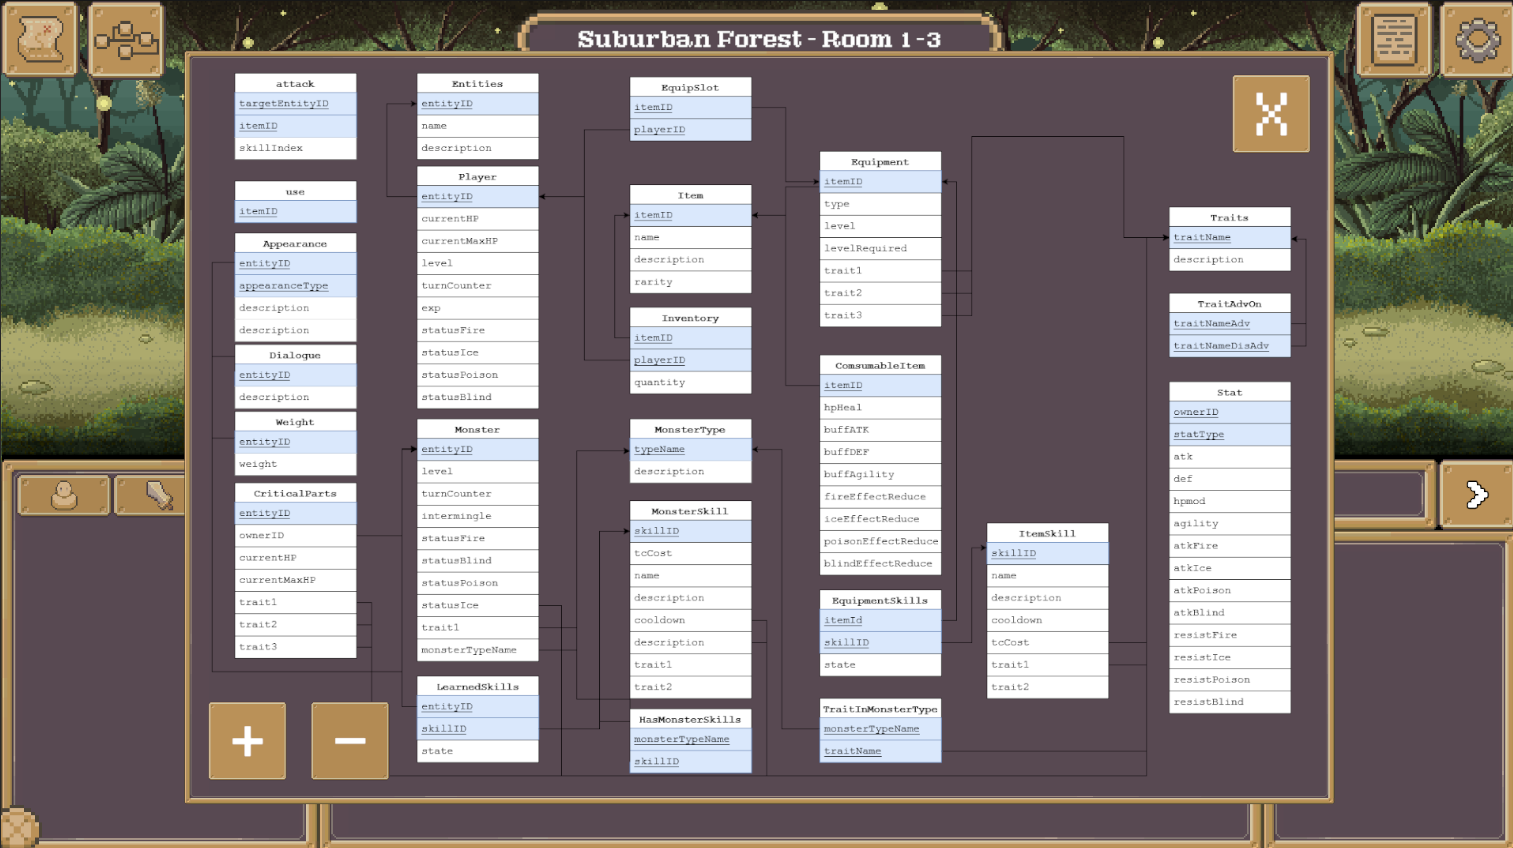 Suburban Forest - Room 1-3
attack
targetEntityID
itemID
skillIndex
use
itemID
Appearance
entityID
appearanceType
description
description
Dialogue
entityID
description
Weight
entityID
weight
CriticalParts
entityID
ownerID
currentHP
currentMaxHP
trait1
trait2
trait3
Entities
entityID
name
description
Player
entityID
currentHP
currentMaxHP
level
turnCounter
exp
statusFire
statusIce
statusPoison
statusBlind
Monster
entityID
level
turnCounter
intermingle
statusFire
statusBlind
statusPoison
statusIce
trait1
monsterTypeName
LearnedSkills
entityID
skillID
state
EquipSlot
itemID
playerID
Item
itemID
name
description
rarity
Inventory
itemID
playerID
quantity
MonsterType
typeName
description
MonsterSkill
skillID
tcCost
name
description
cooldown
description
trait1
trait2
HasMonsterSkills
monsterTypeName
skillID
Equipment
itemID
type
level
levelRequired
trait1
trait2
trait3
ComsumableItem
itemID
hpHeal
buffATK
buffDEF
buffAgility
fireEffectReduce
iceEffectReduce
poisonEffectReduce
blindEffectReduce
EquipmentSkills
itemId
skillID
state
TraitInMonsterType
monsterTypeName
traitName
ItemSkill
skillID
name
description
cooldown
tcCost
trait1
trait2
Traits
traitName
description
TraitAdvOn
traitNameAdv
traitNameDisAdv
Stat
ownerID
statType
atk
def
hpmod
agility
atkFire
atkIce
atkPoison
atkBlind
resistFire
resistIce
resistPoison
resistBlind